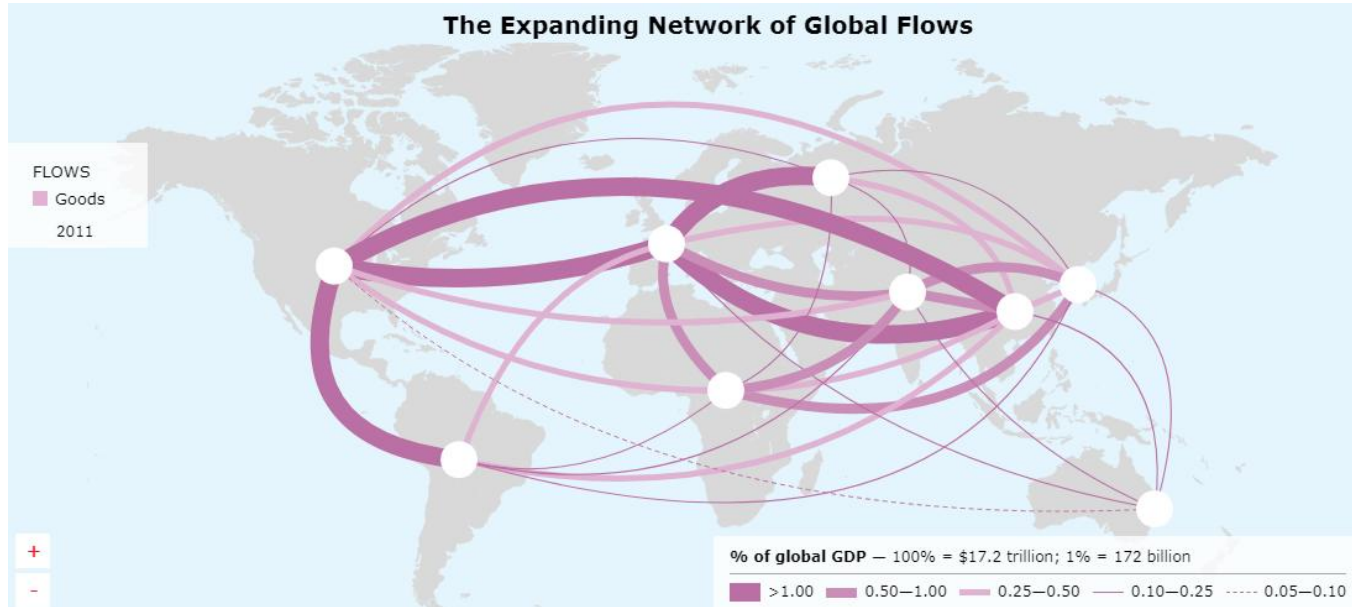 The Expanding Network of Global Flows
FLOWS
Goods
2011
+
-
% of global GDP — 100% = $17.2 trillion; 1% = 172 billion
>1.00 0.50—1.00 0.25—0.50 0.10—0.25 0.05—0.10